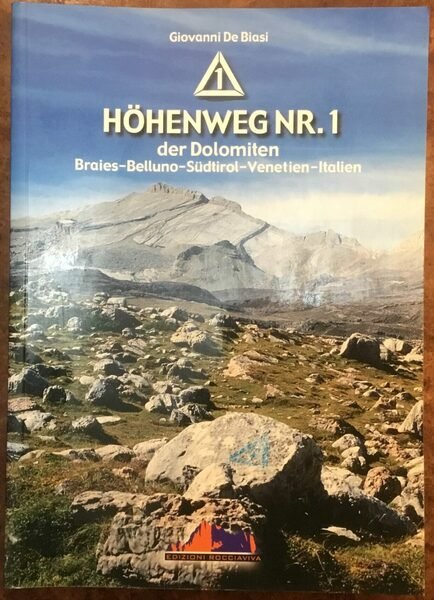 Giovanni De Biasi
1
HÖHENWEG NR. 1
der Dolomiten
Braies-Belluno-Südtirol-Venetien-Italien
EDIZIONI ROCCIAVIVA